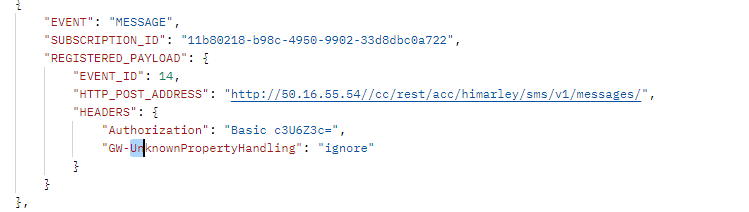 {
"EVENT": "MESSAGE",
"SUBSCRIPTION_ID": "11b80218-b98c-4950-9902-33d8dbc0a722",
"REGISTERED_PAYLOAD": {
"EVENT_ID": 14,
"HTTP_POST_ADDRESS": "http://50.16.55.54//cc/rest/acc/himarley/sms/v1/messages/",
"HEADERS": {
"Authorization": "Basic c3U6Z3c=",
"GW-UnknownPropertyHandling": "ignore"
}
}
},